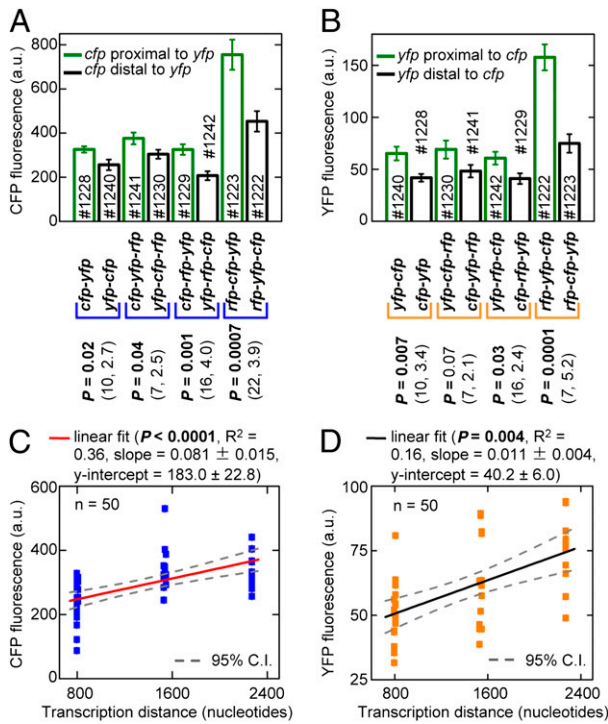 A
cfp proximal to yfp
cfp distal to yfp
CFP fluorescence (a.u.)
800
600
400
200
0
#1228
#1240
#1241
#1230
#1229
#1242
#1223
#1222
cfp-yfp
yfp-cfp
cfp-yfp-rfp
yfp-cfp-rfp
cfp-rfp-yfp
yfp-rfp-cfp
rfp-cfp-yfp
rfp-yfp-cfp
P = 0.02
(10, 2.7)
P = 0.04
(7, 2.5)
P = 0.001
(16, 4.0)
P = 0.0007
(22, 3.9)
B
yfp proximal to cfp
yfp distal to cfp
YFP fluorescence (a.u.)
150
100
50
0
#1240
#1228
#1230
#1241
#1242
#1229
#1222
#1223
yfp-cfp
cfp-yfp
yfp-cfp-rfp
cfp-yfp-rfp
yfp-rfp-cfp
cfp-rfp-yfp
rfp-yfp-cfp
rfp-cfp-yfp
P = 0.007
(10, 3.4)
P = 0.07
(7, 2.1)
P = 0.03
(16, 2.4)
P = 0.0001
(7, 5.2)
C
linear fit (P < 0.0001, R² =
0.36, slope = 0.081 ± 0.015,
y-intercept = 183.0 ± 22.8)
CFP fluorescence (a.u.)
600
400
200
0
n = 50
95% C.I.
800
1600
2400
Transcription distance (nucleotides)
D
linear fit (P = 0.004, R² =
0.16, slope = 0.011 ± 0.004,
y-intercept = 40.2 ± 6.0)
YFP fluorescence (a.u.)
100
75
50
25
n = 50
95% C.I.
800
1600
2400
Transcription distance (nucleotides)